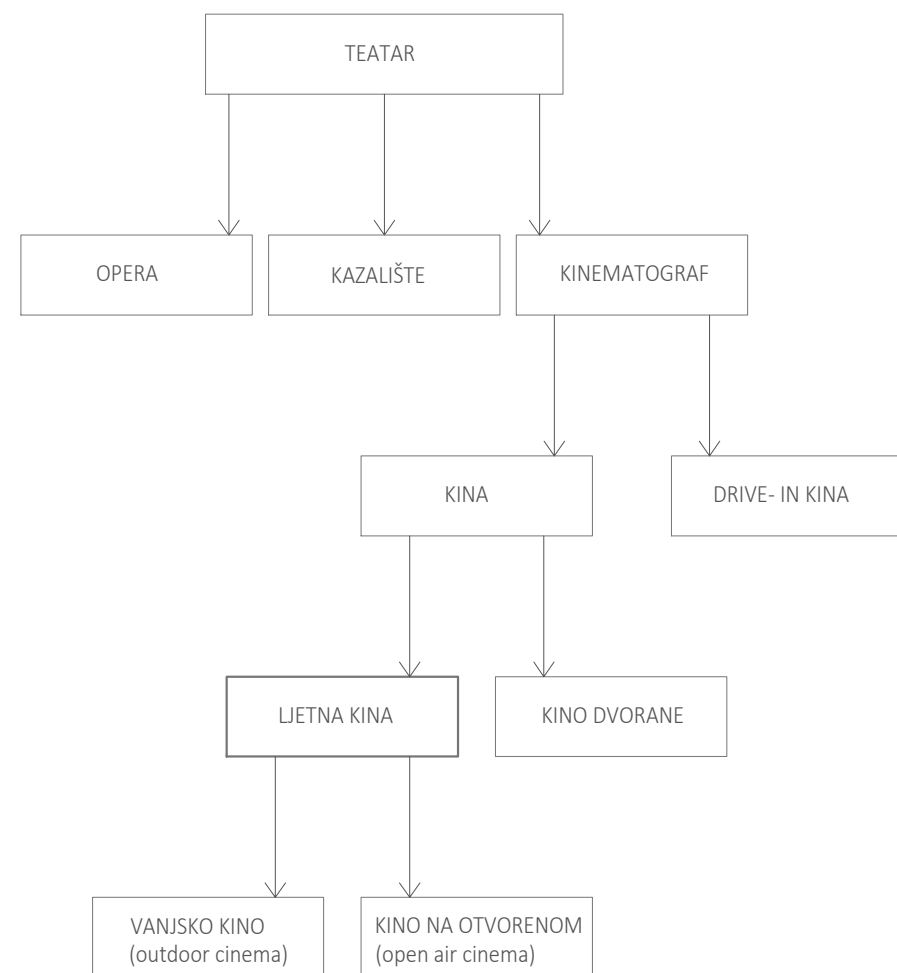 TEATAR
OPERA
KAZALIŠTE
KINEMATOGRAF
KINA
DRIVE- IN KINA
LJETNA KINA
KINO DVORANE
VANJSKO KINO
(outdoor cinema)
KINO NA OTVORENOM
(open air cinema)